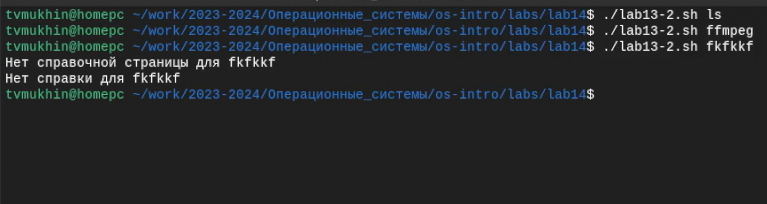 tvmukhin@homepc ~/work/2023-2024/Операционные_системы/os-intro/labs/lab14$ ./lab13-2.sh ls
tvmukhin@homepc ~/work/2023-2024/Операционные_системы/os-intro/labs/lab14$ ./lab13-2.sh ffmpeg
tvmukhin@homepc ~/work/2023-2024/Операционные_системы/os-intro/labs/lab14$ ./lab13-2.sh fkfkkf
Нет справочной страницы для fkfkkf
Нет справки для fkfkkf
tvmukhin@homepc ~/work/2023-2024/Операционные_системы/os-intro/labs/lab14$